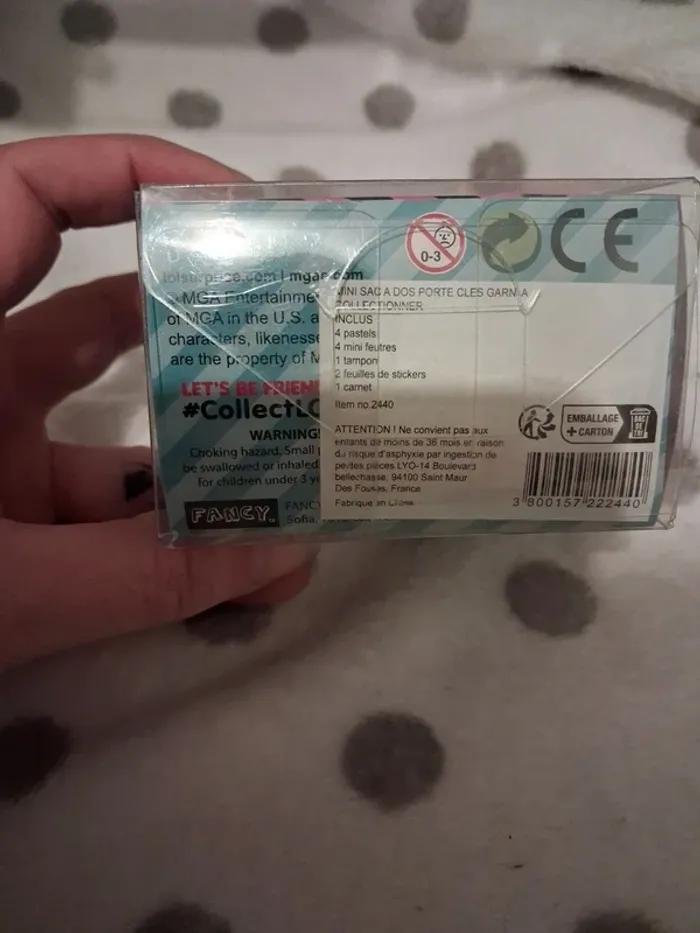 0-3
CE
lolsurprise.com | mgae.com
MGA Entertainme
of MGA in the U.S. a
characters, likenesse
are the property of M
LET'S BE FRIEN
#CollectLO
WARNING!
Choking hazard. Small
be swallowed or inhaled
for children under 3 ye
FANCY.
FANCY
Sofia,
MINI SAC A DOS PORTE CLES GARNI A
COLLECTIONNER
INCLUS
4 pastels
4 mini feutres
1 tampon
2 feuilles de stickers
1 carnet
Item no.2440
ATTENTION ! Ne convient pas aux
enfants de moins de 36 mois en raison
du risque d'asphyxie par ingestion de
petites pièces LYO-14 Boulevard
bellechasse, 94100 Saint Maur
Des Fossés, France
Fabriqué en Chine
EMBALLAGE
+ CARTON
BAC
DE
TRI
3 800157 222440